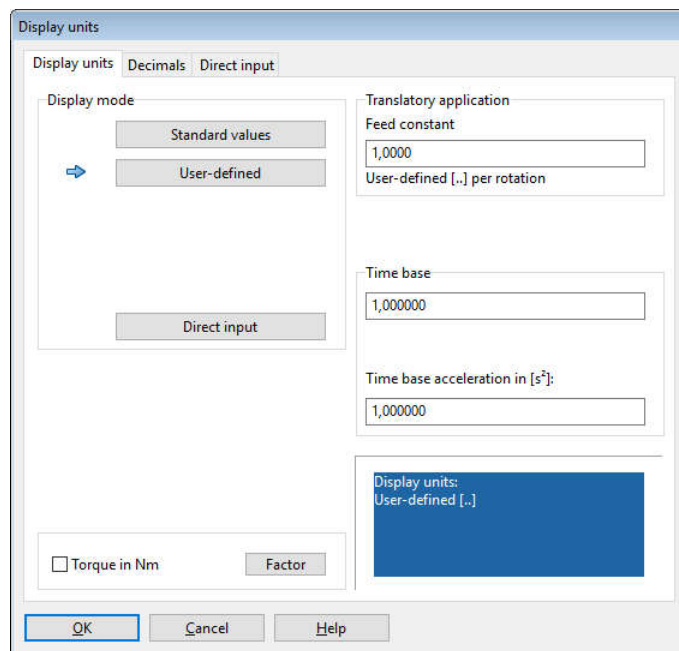 Display units
Display units
Decimals
Direct input
Display mode
Standard values
User-defined
Direct input
Torque in Nm
Factor
Translatory application
Feed constant
1,0000
User-defined [..] per rotation
Time base
1,000000
Time base acceleration in [s²]:
1,000000
Display units:
User-defined [..]
OK
Cancel
Help